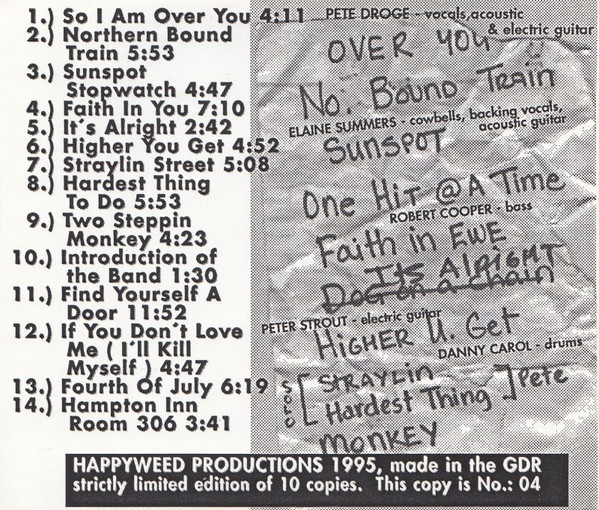 1.) So I Am Over You 4:11
2.) Northern Bound
Train 5:53
3.) Sunspot
Stopwatch 4:47
4.) Faith In You 7:10
5.) It's Alright 2:42
6.) Higher You Get 4:52
7.) Straylin Street 5:08
8.) Hardest Thing
To Do 5:53
9.) Two Steppin
Monkey 4:23
10.) Introduction of
the Band 1:30
11.) Find Yourself A
Door 11:52
12.) If You Don't Love
Me ( I'll Kill
Myself ) 4:47
13.) Fourth Of July 6:19
14.) Hampton Inn
Room 306 3:41
PETE DROGE - vocals,acoustic
& electric guitar
OVER YOU
No. BOUND TRAIN
ELAINE SUMMERS - cowbells, backing vocals,
acoustic guitar
SUNSPOT
One HiT @ A Time
ROBERT COOPER - bass
Faith in EWE
ITs ALRIGHT
DOG on a chain
PETER STROUT - electric guitar
HIGHER U. Get
DANNY CAROL - drums
SOLO [ STRAYLIN
Hardest Thing ] Pete
MONKEY
HAPPYWEED PRODUCTIONS 1995, made in the GDR
strictly limited edition of 10 copies. This copy is No.: 04